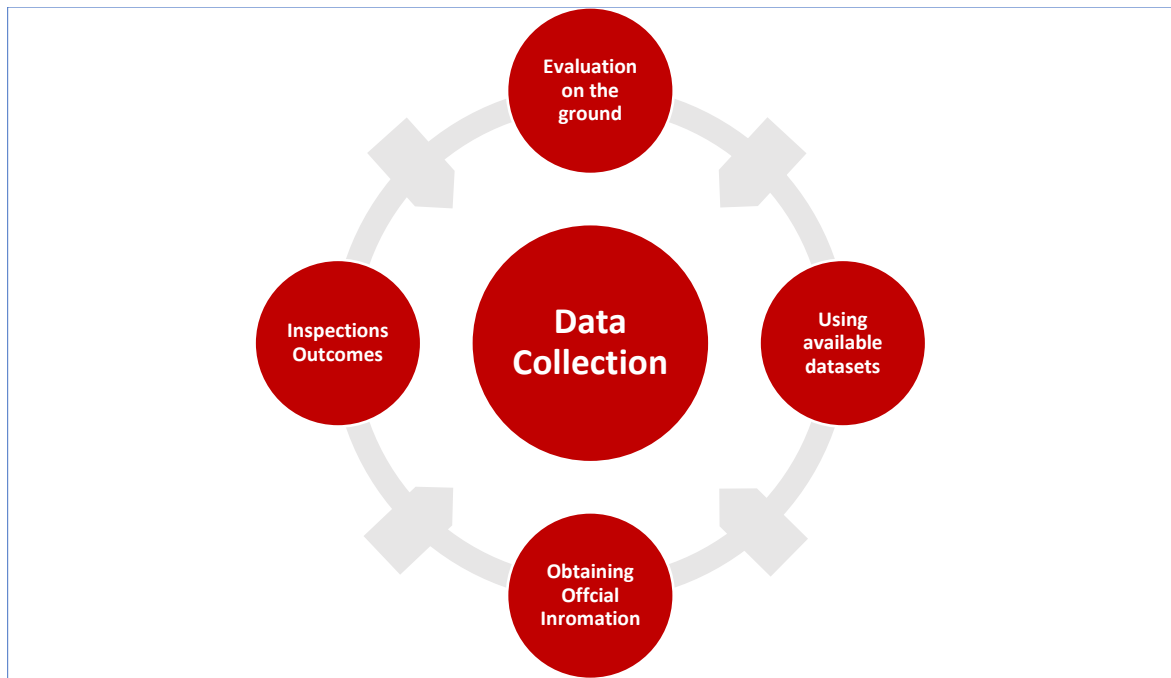 Evaluation
on the
ground
Inspections
Outcomes
Data
Collection
Using
available
datasets
Obtaining
Offcial
Inromation